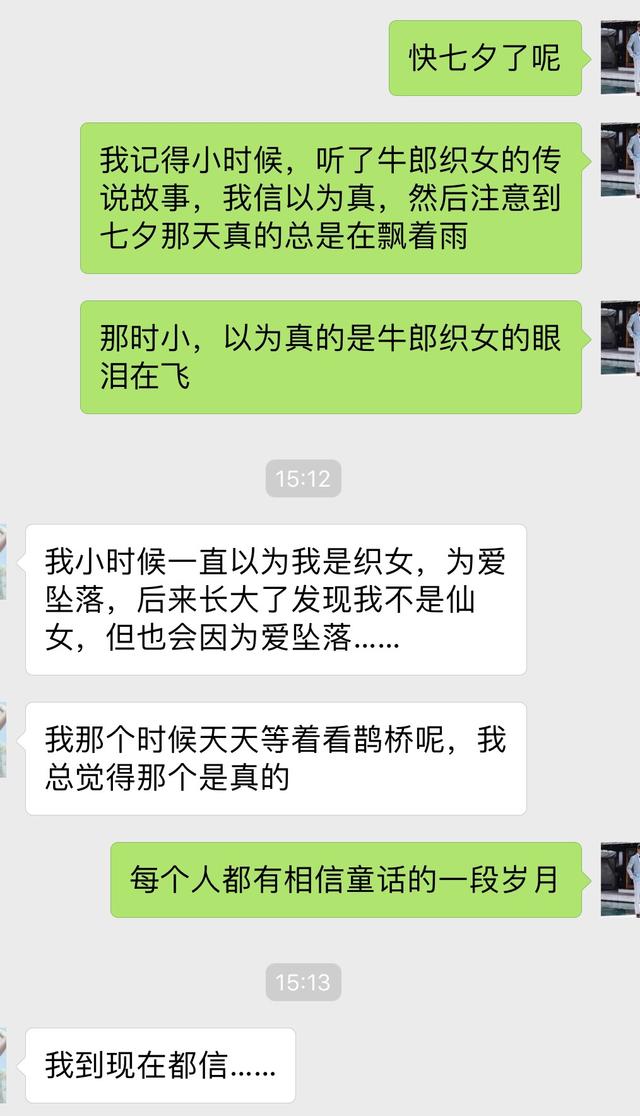 快七夕了呢
我记得小时候，听了牛郎织女的传
说故事，我信以为真，然后注意到
七夕那天真的总是在飘着雨
那时小，以为真的是牛郎织女的眼
泪在飞
15:12
我小时候一直以为我是织女，为爱
坠落，后来长大了发现我不是仙
女，但也会因为爱坠落……
我那个时候天天等着看鹊桥呢，我
总觉得那个是真的
每个人都有相信童话的一段岁月
15:13
我到现在都信……